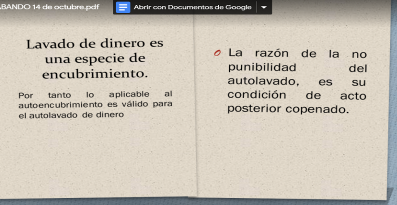 BANDO 14 de octubre.pdf
Abrir con Documentos de Google
Lavado de dinero es
una especie de
encubrimiento.
Por tanto lo aplicable al
autoencubrimiento es válido para
el autolavado de dinero
La razón de la no
punibilidad del
autolavado, es su
condición de acto
posterior copenado.